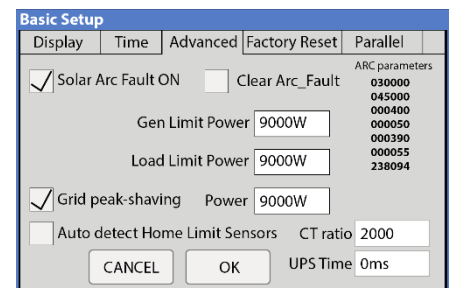 Basic Setup
Display Time Advanced Factory Reset Parallel
ARC parameters
Solar Arc Fault ON Clear Arc_Fault
030000
045000
000400
000050
000390
000055
238094
Gen Limit Power 9000W
Load Limit Power 9000W
Grid peak-shaving Power 9000W
Auto detect Home Limit Sensors CT ratio 2000
CANCEL OK UPS Time 0ms